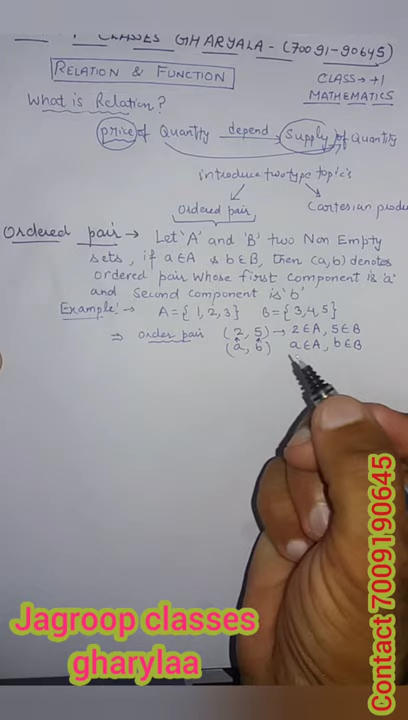 CLASSES GHARYALA - (70091-90645)
RELATION & FUNCTION
CLASS → +1
MATHEMATICS
What is Relation?
price of Quantity depend Supply of Quantity
introduce two type topics
Ordered pair
Cartesian produ
Ordered pair → Let 'A' and 'B' two Non Empty
sets, if a∈A & b∈B, then (a,b) denotes
ordered pair whose first component is 'a'
and second component is 'b'
Example:→ A = {1,2,3} B = {3,4,5}
⇒ order pair (2,5) → 2∈A, 5∈B
(a, b) a∈A, b∈B
Jagroop classes
gharylaa
Contact 7009190645